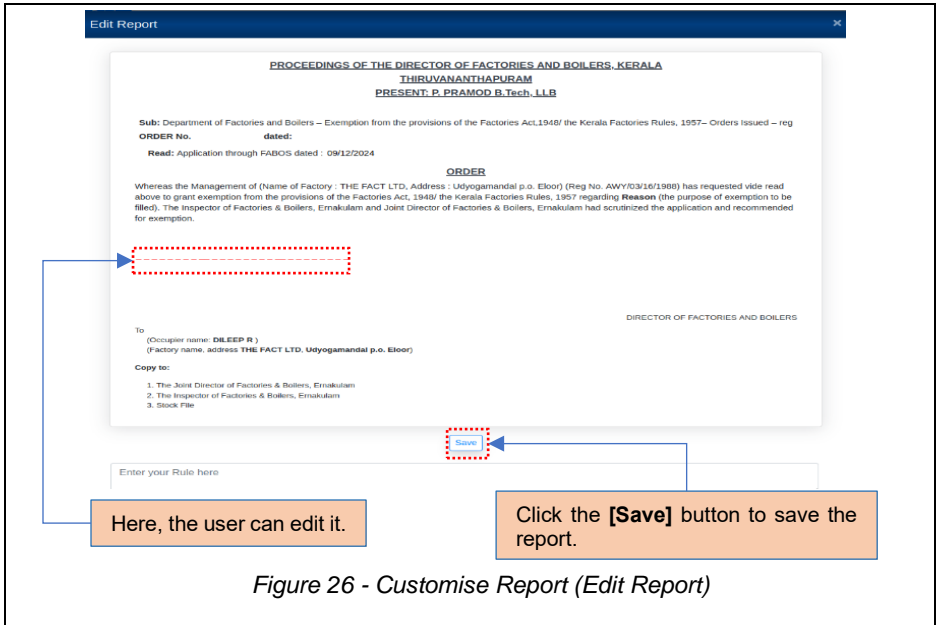 Edit Report ×
PROCEEDINGS OF THE DIRECTOR OF FACTORIES AND BOILERS, KERALA
THIRUVANANTHAPURAM
PRESENT: P. PRAMOD B.Tech, LLB
Sub: Department of Factories and Boilers – Exemption from the provisions of the Factories Act,1948/ the Kerala Factories Rules, 1957– Orders Issued – reg
ORDER No. dated:
Read: Application through FABOS dated : 09/12/2024
ORDER
Whereas the Management of (Name of Factory : THE FACT LTD, Address : Udyogamandal p.o. Eloor) (Reg No. AWY/03/16/1988) has requested vide read
above to grant exemption from the provisions of the Factories Act, 1948/ the Kerala Factories Rules, 1957 regarding Reason (the purpose of exemption to be
filled). The Inspector of Factories & Boilers, Ernakulam and Joint Director of Factories & Boilers, Ernakulam had scrutinized the application and recommended
for exemption.
DIRECTOR OF FACTORIES AND BOILERS
To
(Occupier name: DILEEP R )
(Factory name, address THE FACT LTD, Udyogamandal p.o. Eloor)
Copy to:
1. The Joint Director of Factories & Boilers, Ernakulam
2. The Inspector of Factories & Boilers, Ernakulam
3. Stock File
Save
Enter your Rule here
Here, the user can edit it.
Click the [Save] button to save the
report.
Figure 26 - Customise Report (Edit Report)